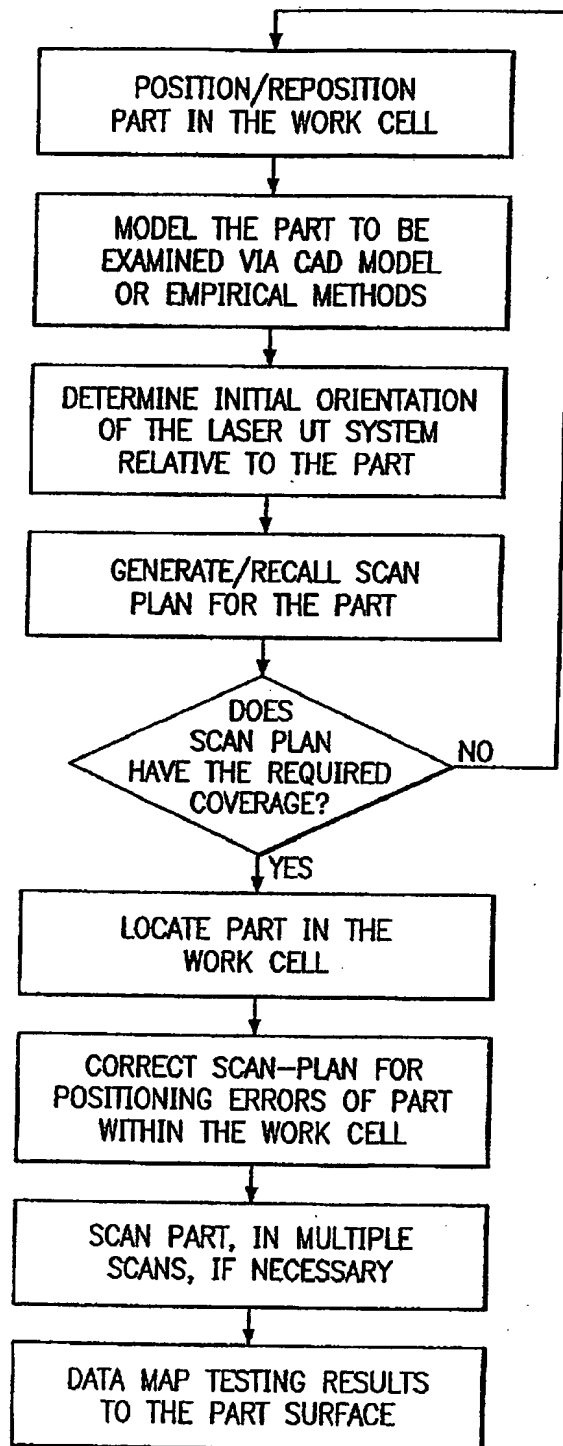 POSITION/REPOSITION
PART IN THE WORK CELL
MODEL THE PART TO BE
EXAMINED VIA CAD MODEL
OR EMPIRICAL METHODS
DETERMINE INITIAL ORIENTATION
OF THE LASER UT SYSTEM
RELATIVE TO THE PART
GENERATE/RECALL SCAN
PLAN FOR THE PART
DOES
SCAN PLAN
HAVE THE REQUIRED
COVERAGE?
NO
YES
LOCATE PART IN THE
WORK CELL
CORRECT SCAN-PLAN FOR
POSITIONING ERRORS OF PART
WITHIN THE WORK CELL
SCAN PART, IN MULTIPLE
SCANS, IF NECESSARY
DATA MAP TESTING RESULTS
TO THE PART SURFACE